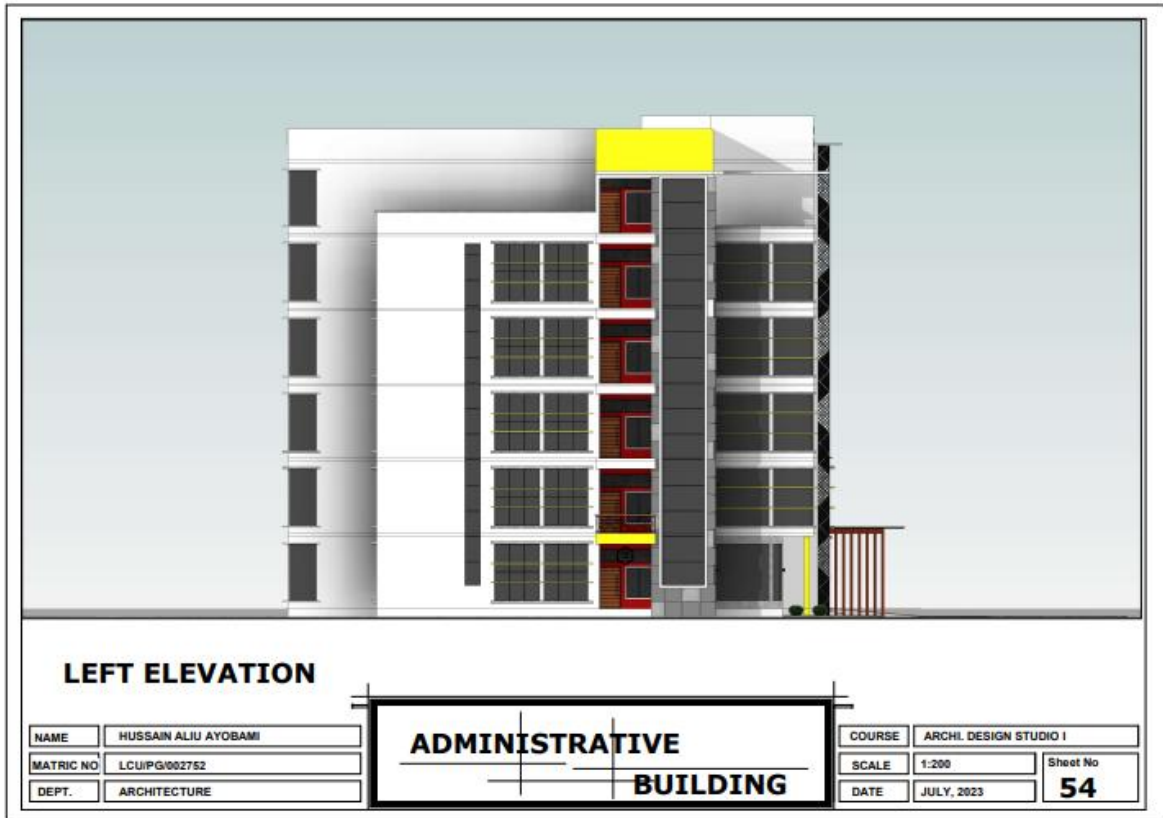 LEFT ELEVATION
NAME HUSSAIN ALIU AYOBAMI
MATRIC NO LCU/PG/002752
DEPT. ARCHITECTURE
ADMINISTRATIVE
BUILDING
COURSE ARCHI. DESIGN STUDIO I
SCALE 1:200
DATE JULY, 2023
Sheet No
54